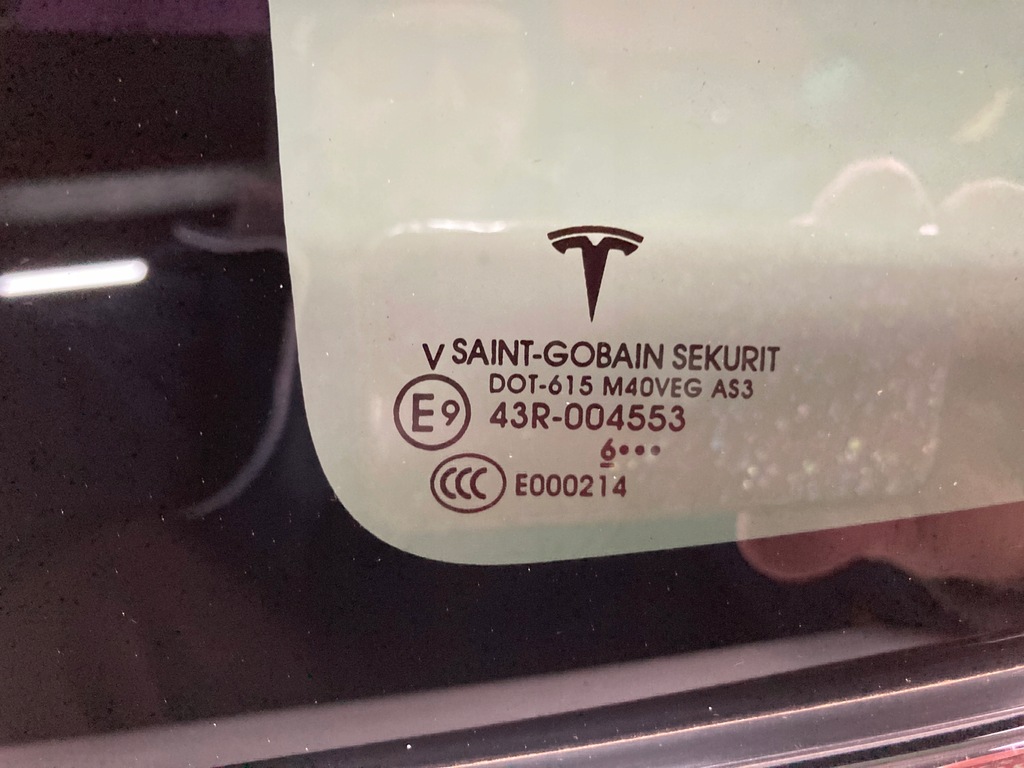 V SAINT-GOBAIN SEKURIT
DOT-615 M40VEG AS3
E9 43R-004553
6•••
CCC E000214